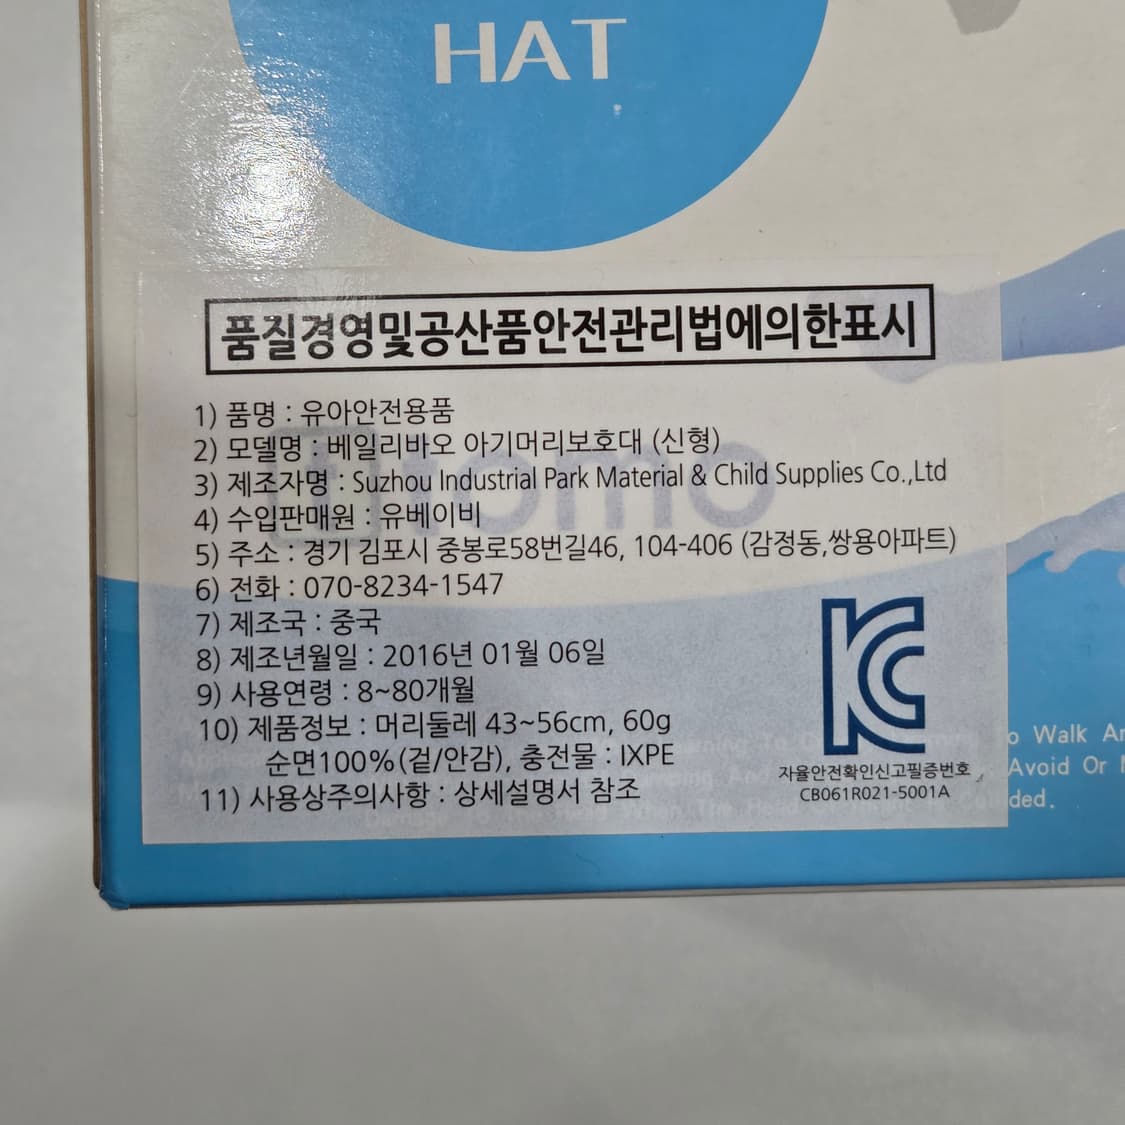 HAT
품질경영및공산품안전관리법에의한표시
1) 품명 : 유아안전용품
2) 모델명 : 베일리바오 아기머리보호대 (신형)
3) 제조자명 : Suzhou Industrial Park Material & Child Supplies Co.,Ltd
4) 수입판매원 : 유베이비
5) 주소 : 경기 김포시 중봉로58번길46, 104-406 (감정동,쌍용아파트)
6) 전화 : 070-8234-1547
7) 제조국 : 중국
8) 제조년월일 : 2016년 01월 06일
9) 사용연령 : 8~80개월
10) 제품정보 : 머리둘레 43~56cm, 60g
순면100%(겉/안감), 충전물 : IXPE
11) 사용상주의사항 : 상세설명서 참조
KC
자율안전확인신고필증번호
CB061R021-5001A
tomo
To Walk
Avoid Or